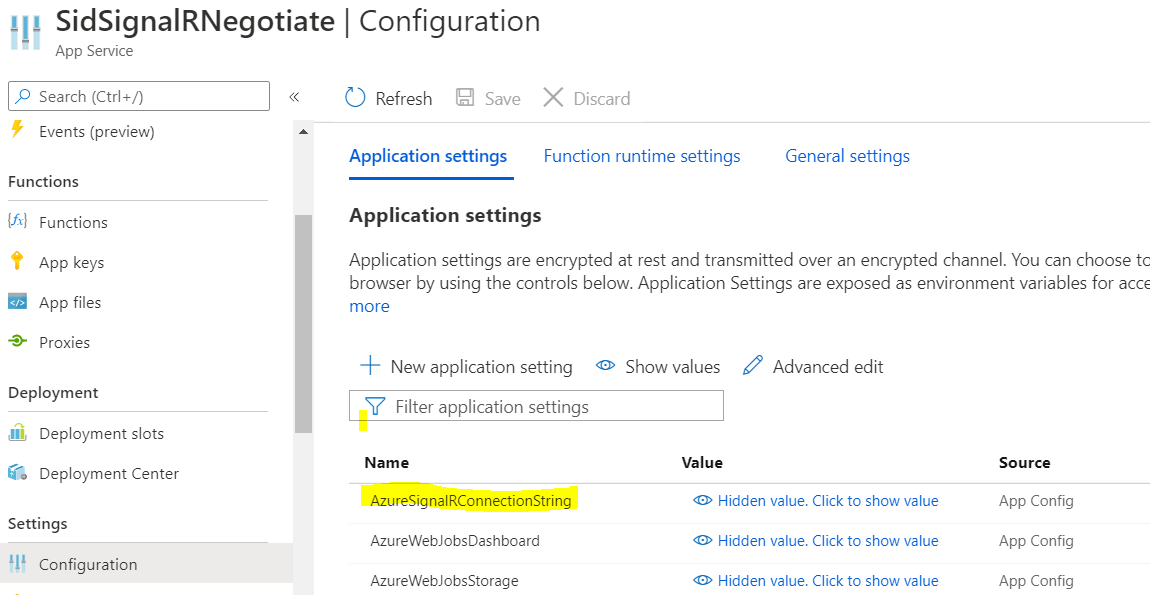 SidSignalRNegotiate | Configuration
App Service
Search (Ctrl+/)
«
Events (preview)
Functions
Functions
App keys
App files
Proxies
Deployment
Deployment slots
Deployment Center
Settings
Configuration
Refresh Save Discard
Application settings Function runtime settings General settings
Application settings
Application settings are encrypted at rest and transmitted over an encrypted channel. You can choose to
browser by using the controls below. Application Settings are exposed as environment variables for acce
more
New application setting Show values Advanced edit
Filter application settings
Name Value Source
AzureSignalRConnectionString Hidden value. Click to show value App Config
AzureWebJobsDashboard Hidden value. Click to show value App Config
AzureWebJobsStorage Hidden value. Click to show value App Config